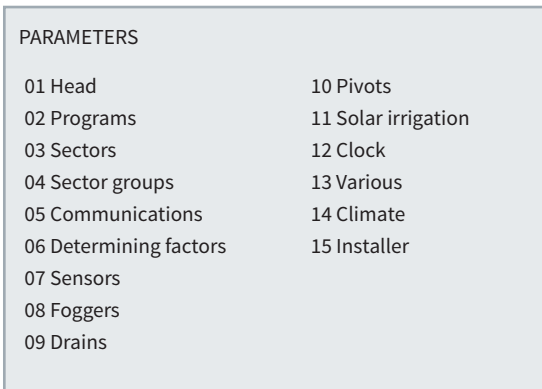 PARAMETERS
01 Head
02 Programs
03 Sectors
04 Sector groups
05 Communications
06 Determining factors
07 Sensors
08 Foggers
09 Drains
10 Pivots
11 Solar irrigation
12 Clock
13 Various
14 Climate
15 Installer